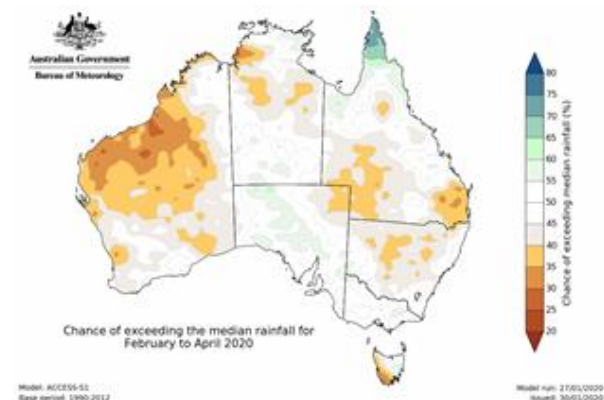 Australian Government
Bureau of Meteorology
80
75
70
65
60
55
50
45
40
35
30
25
20
Chance of exceeding median rainfall (%)
Chance of exceeding the median rainfall for
February to April 2020
Model: ACCESS-S1
Base period: 1990-2012
Model run: 27/01/2020
Issued: 30/01/2020